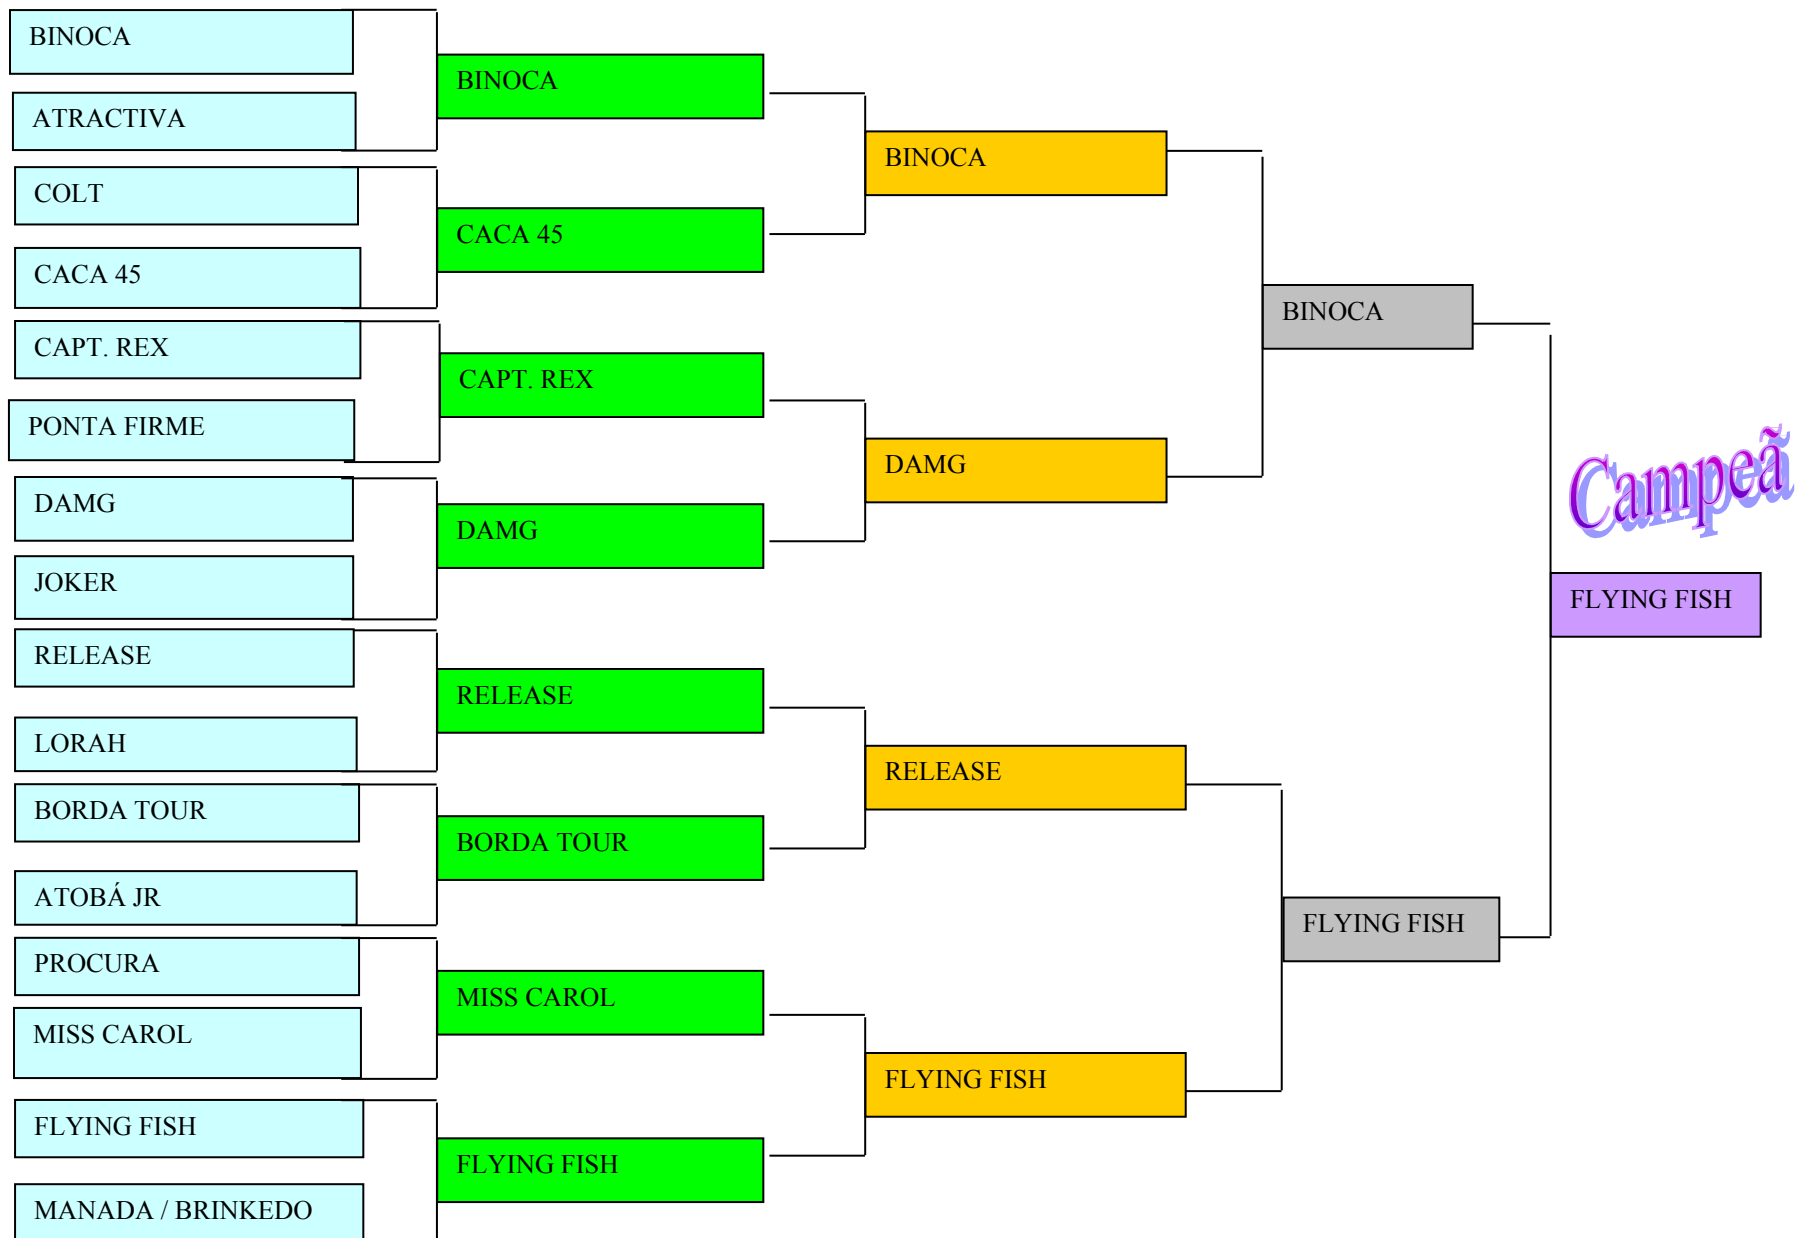 BINOCA
ATRACTIVA
COLT
CACA 45
CAPT. REX
PONTA FIRME
DAMG
JOKER
RELEASE
LORAH
BORDA TOUR
ATOBÁ JR
PROCURA
MISS CAROL
FLYING FISH
MANADA / BRINKEDO
BINOCA
CACA 45
CAPT. REX
DAMG
RELEASE
BORDA TOUR
MISS CAROL
FLYING FISH
BINOCA
DAMG
RELEASE
FLYING FISH
BINOCA
FLYING FISH
Campeã
FLYING FISH